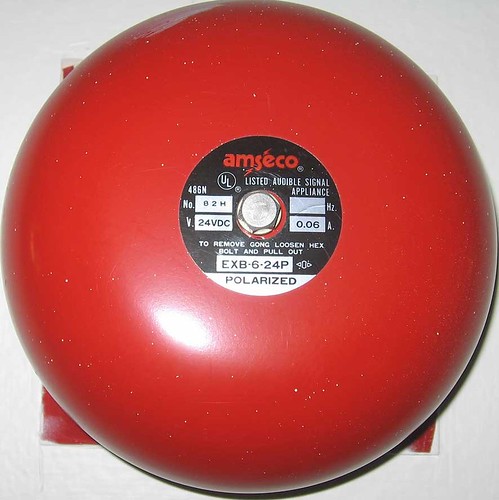 amseco®
UL® LISTED AUDIBLE SIGNAL
486N APPLIANCE
No. 82H Hz.
V. 24VDC 0.06 A.
TO REMOVE GONG LOOSEN HEX
BOLT AND PULL OUT
EXB-6-24P
POLARIZED